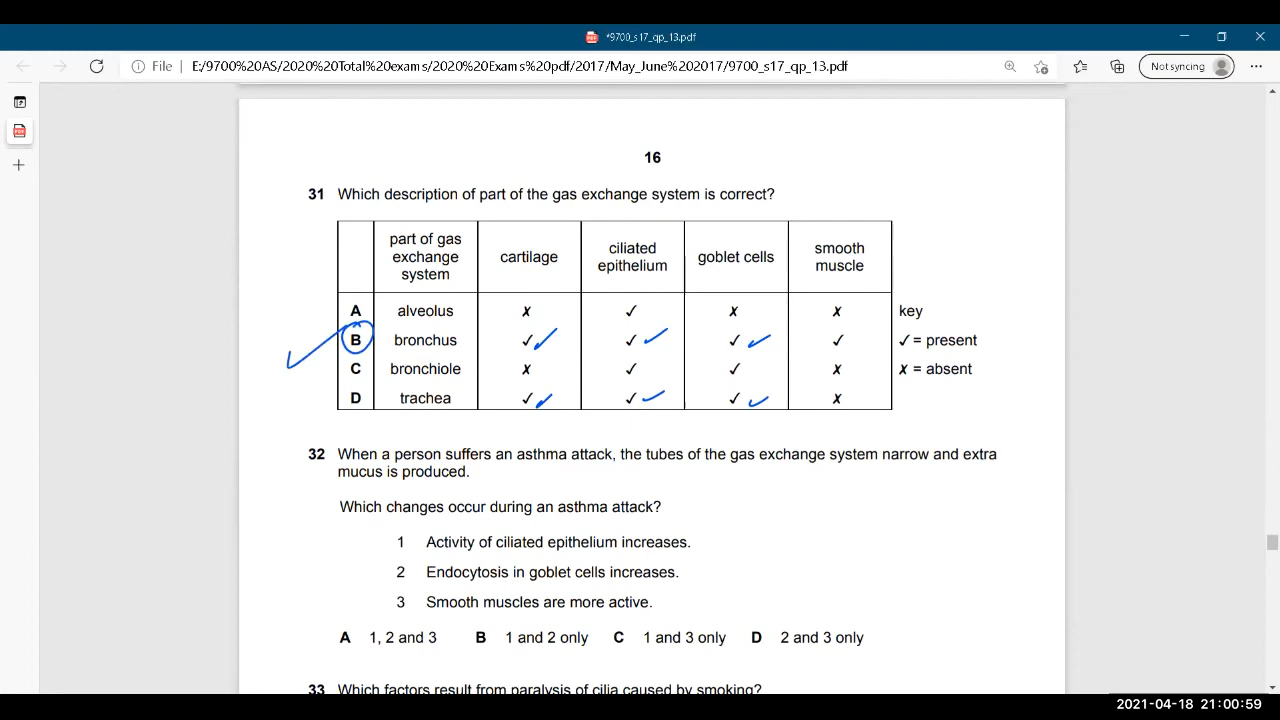 *9700_s17_qp_13.pdf
File | E:/9700%20AS/2020%20Total%20exams/2020%20Exams%20pdf/2017/May_June%202017/9700_s17_qp_13.pdf
Not syncing
16
31 Which description of part of the gas exchange system is correct?
part of gas exchange system cartilage ciliated epithelium goblet cells smooth muscle
A alveolus ✗ ✓ ✗ ✗ key
B bronchus ✓ ✓ ✓ ✓ ✓ = present
C bronchiole ✗ ✓ ✓ ✗ ✗ = absent
D trachea ✓ ✓ ✓ ✗
32 When a person suffers an asthma attack, the tubes of the gas exchange system narrow and extra
mucus is produced.
Which changes occur during an asthma attack?
1 Activity of ciliated epithelium increases.
2 Endocytosis in goblet cells increases.
3 Smooth muscles are more active.
A 1, 2 and 3 B 1 and 2 only C 1 and 3 only D 2 and 3 only
33 Which factors result from paralysis of cilia caused by smoking?
2021-04-18 21:00:59